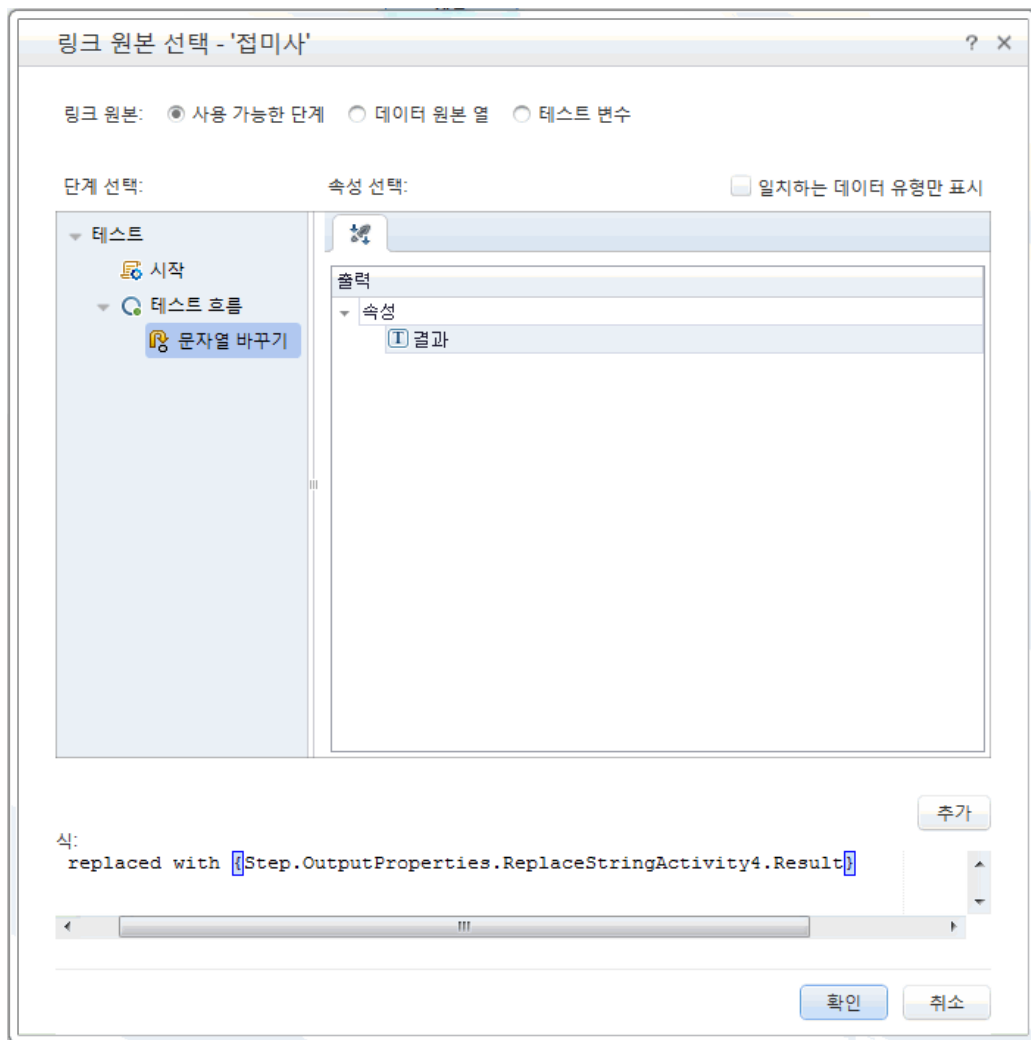 링크 원본 선택 - '접미사'
링크 원본: 사용 가능한 단계 데이터 원본 열 테스트 변수
단계 선택: 속성 선택: 일치하는 데이터 유형만 표시
테스트
시작
테스트 흐름
문자열 바꾸기
출력
속성
결과
추가
식:
replaced with {Step.OutputProperties.ReplaceStringActivity4.Result}
확인 취소